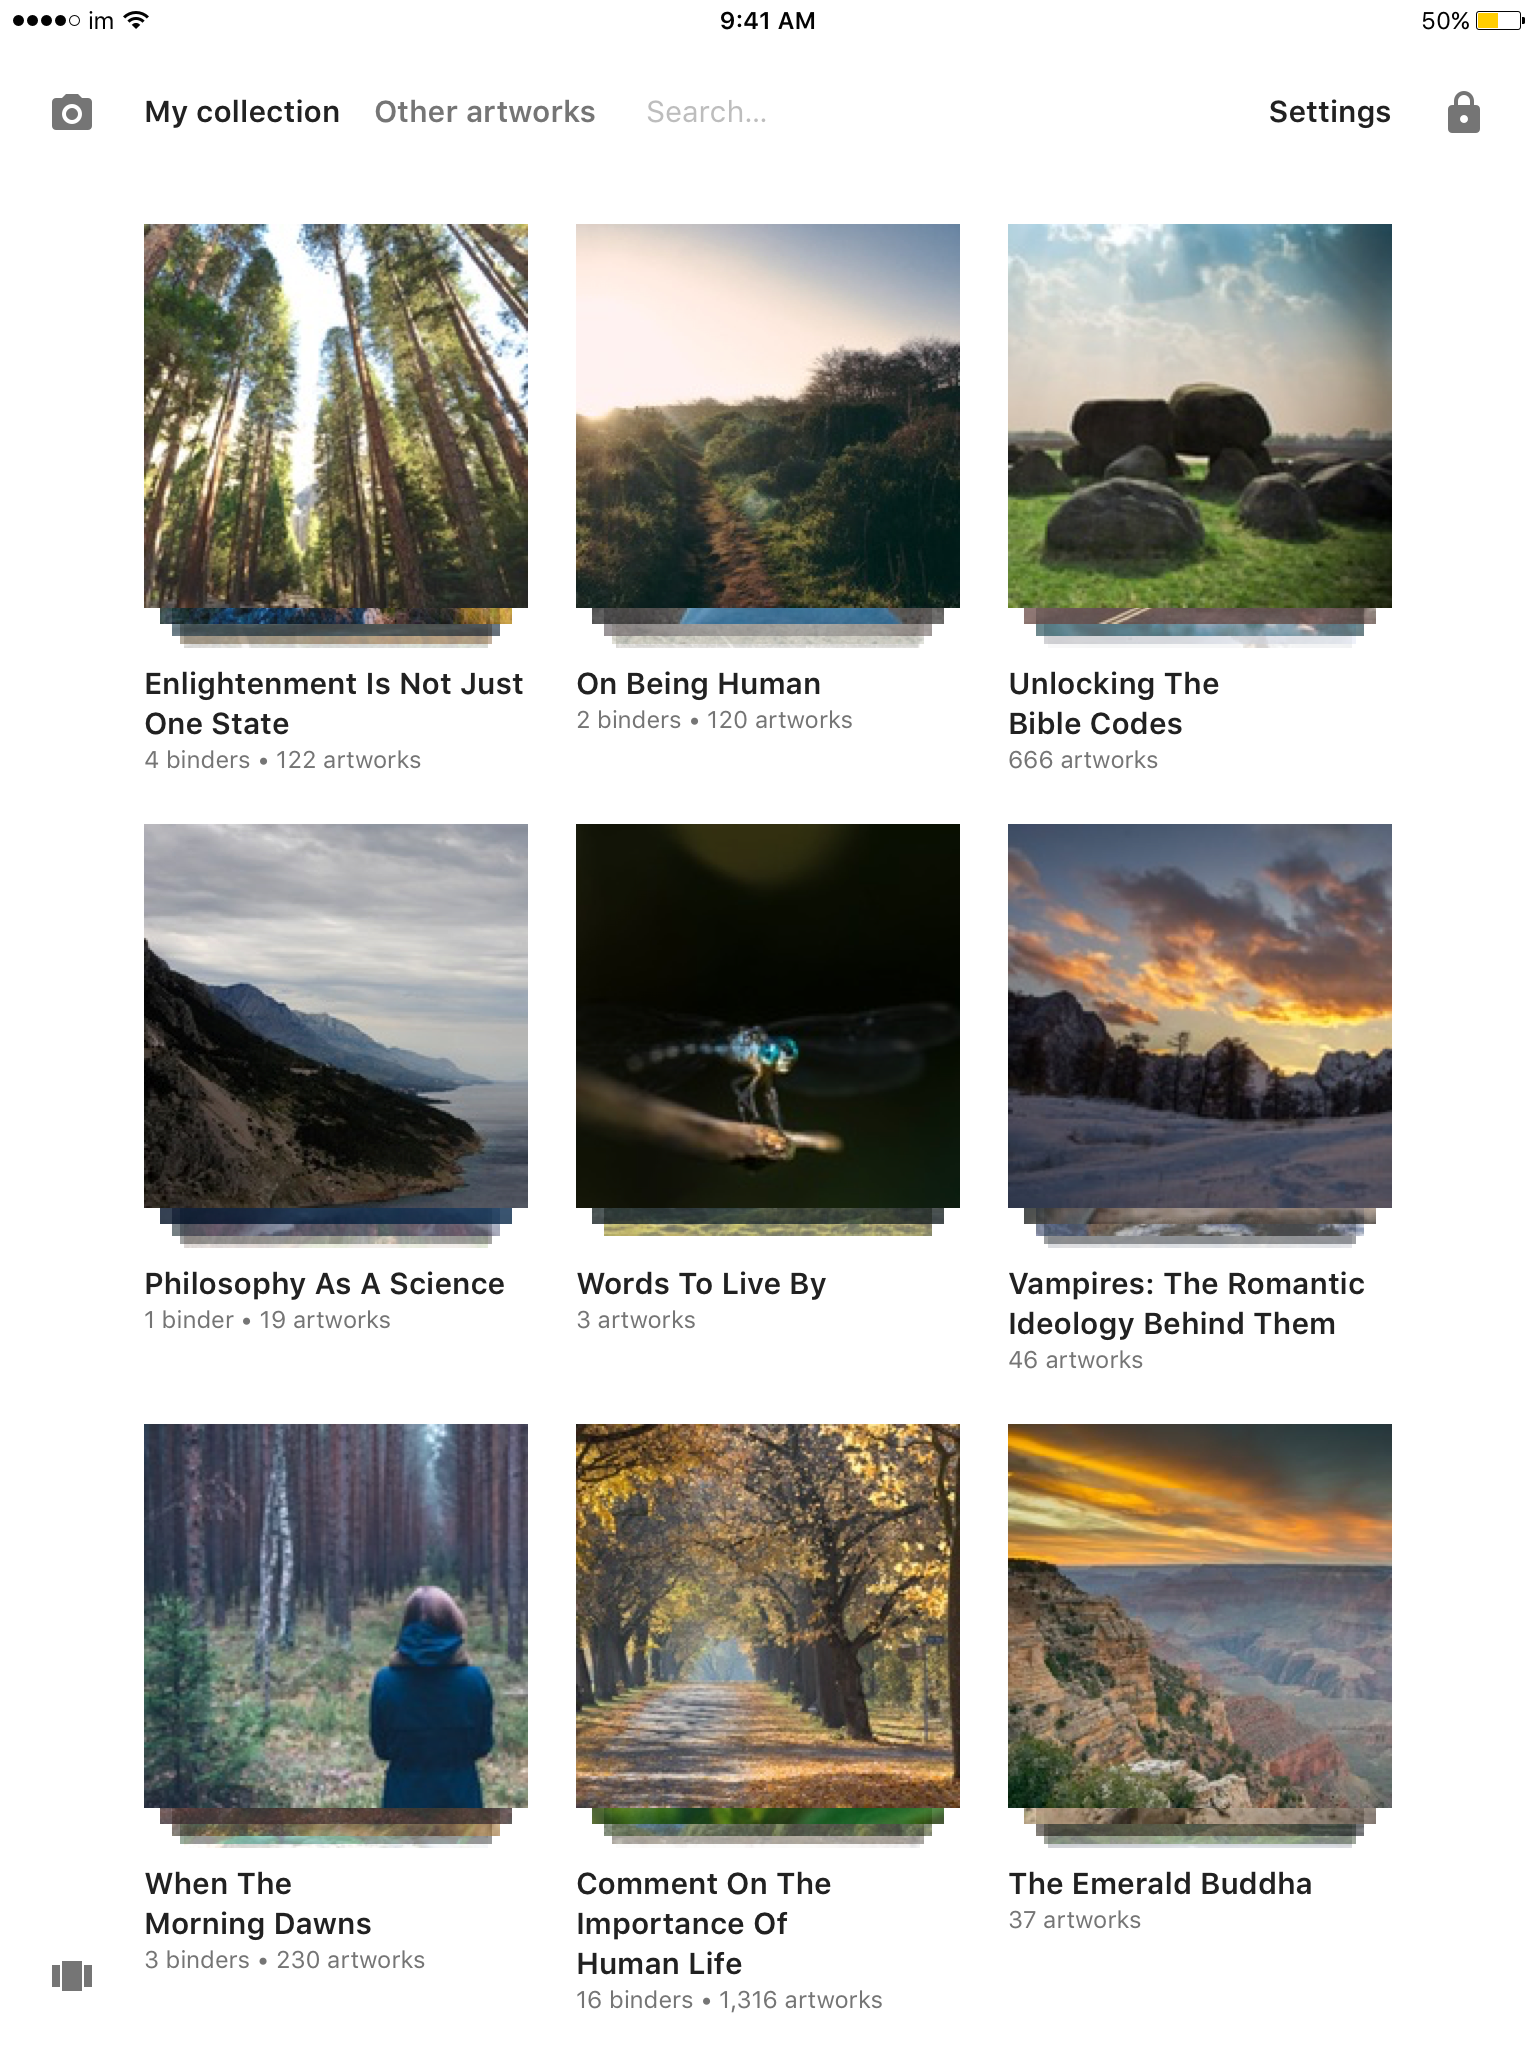 im
9:41 AM
50%
My collection
Other artworks
Search...
Settings
Enlightenment Is Not Just
One State
4 binders • 122 artworks
On Being Human
2 binders • 120 artworks
Unlocking The
Bible Codes
666 artworks
Philosophy As A Science
1 binder • 19 artworks
Words To Live By
3 artworks
Vampires: The Romantic
Ideology Behind Them
46 artworks
When The
Morning Dawns
3 binders • 230 artworks
Comment On The
Importance Of
Human Life
16 binders • 1,316 artworks
The Emerald Buddha
37 artworks